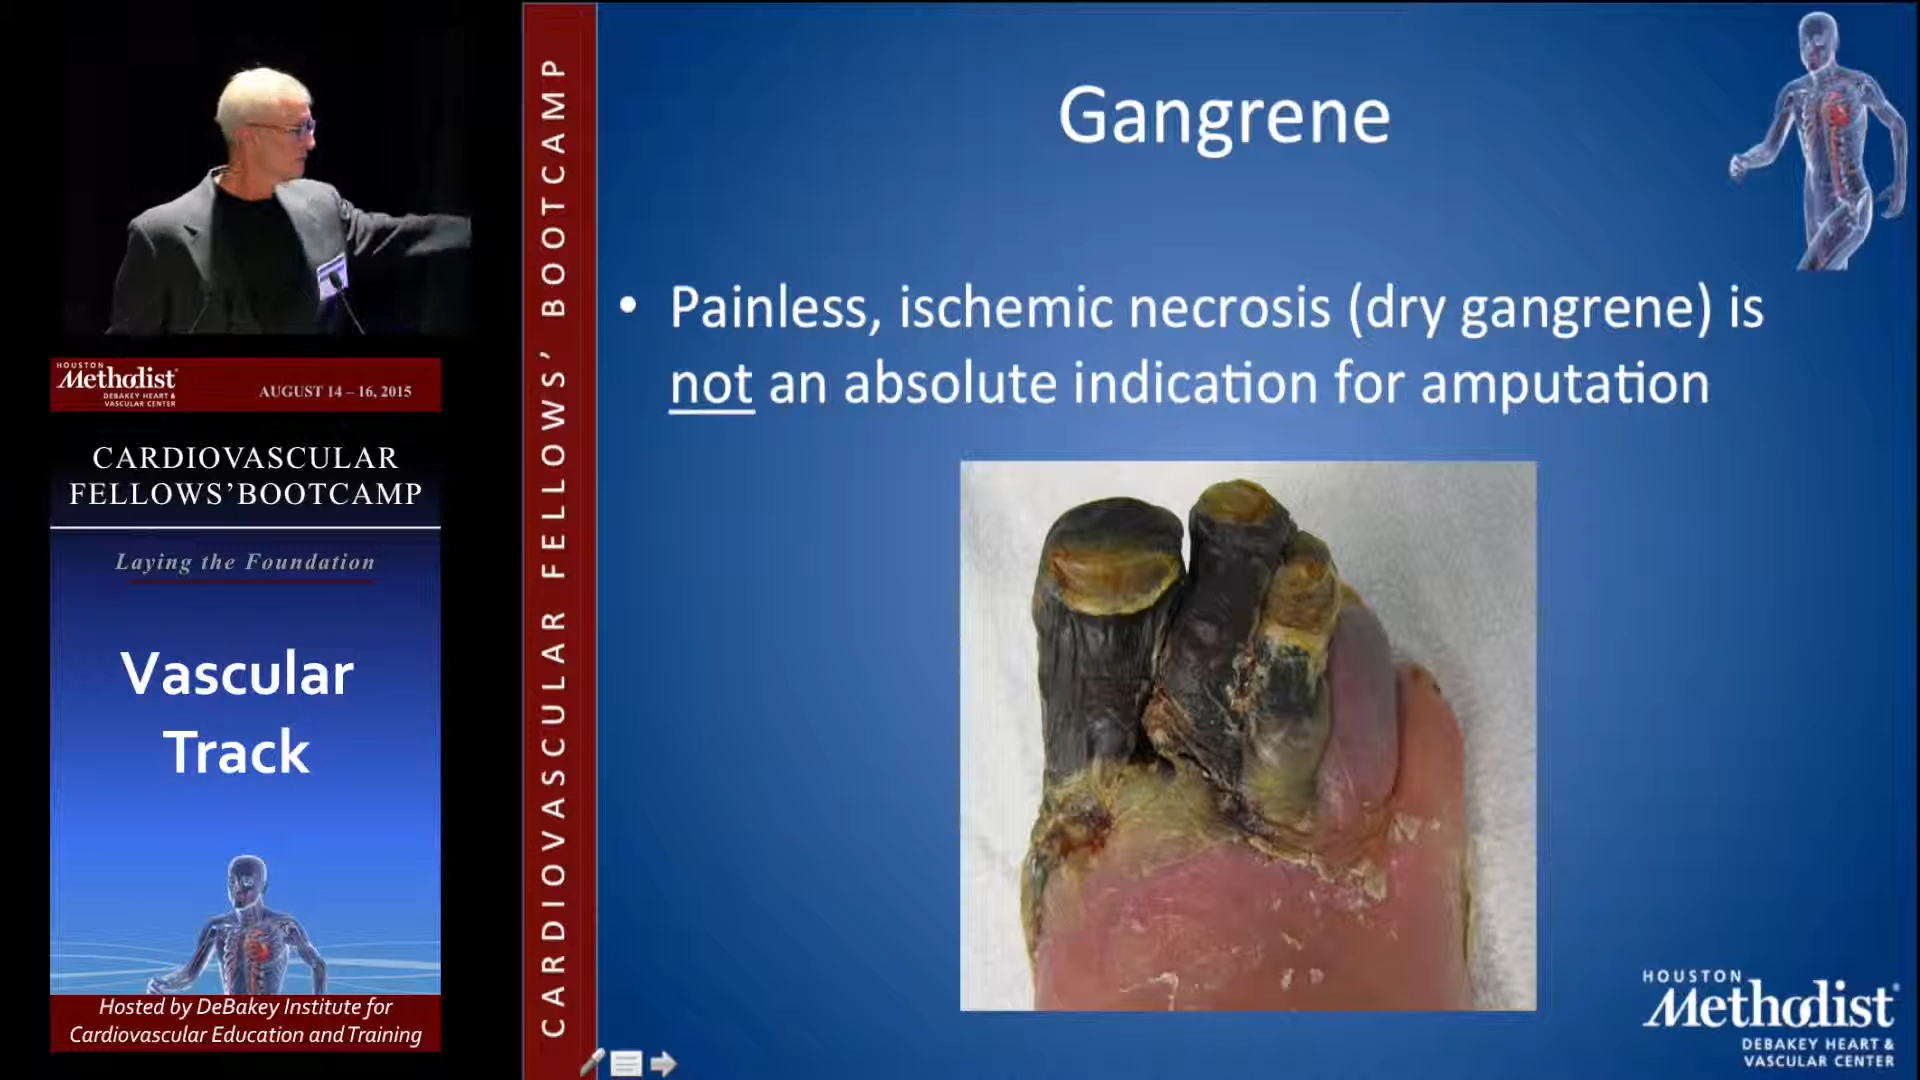 HOUSTON
Methodist
DEBAKEY HEART &
VASCULAR CENTER
AUGUST 14 – 16, 2015
CARDIOVASCULAR
FELLOWS’BOOTCAMP
Laying the Foundation
Vascular
Track
Hosted by DeBakey Institute for
Cardiovascular Education and Training
CARDIOVASCULAR FELLOWS’ BOOTCAMP
Gangrene
• Painless, ischemic necrosis (dry gangrene) is
not an absolute indication for amputation
HOUSTON
Methodist
DEBAKEY HEART &
VASCULAR CENTER